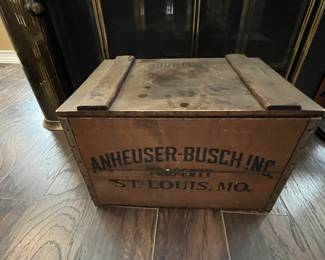 ANHEUSER-BUSCH INC.
PROPERTY
ST. LOUIS, MO.